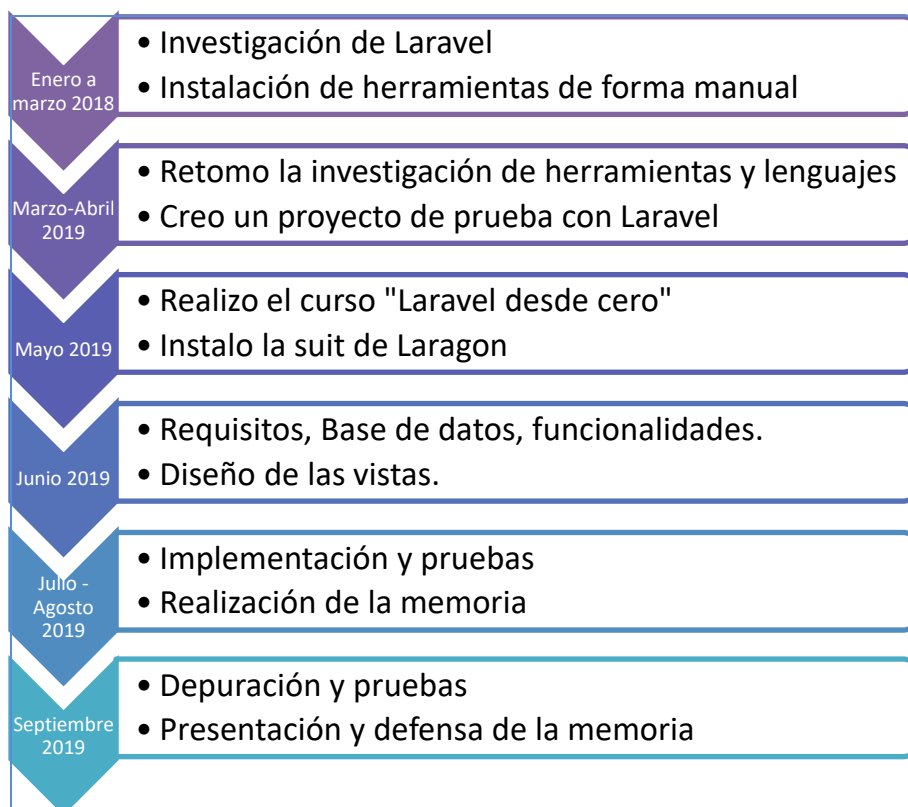 Enero a
marzo 2018
• Investigación de Laravel
• Instalación de herramientas de forma manual
Marzo-Abril
2019
• Retomo la investigación de herramientas y lenguajes
• Creo un proyecto de prueba con Laravel
Mayo 2019
• Realizo el curso "Laravel desde cero"
• Instalo la suit de Laragon
Junio 2019
• Requisitos, Base de datos, funcionalidades.
• Diseño de las vistas.
Julio -
Agosto
2019
• Implementación y pruebas
• Realización de la memoria
Septiembre
2019
• Depuración y pruebas
• Presentación y defensa de la memoria